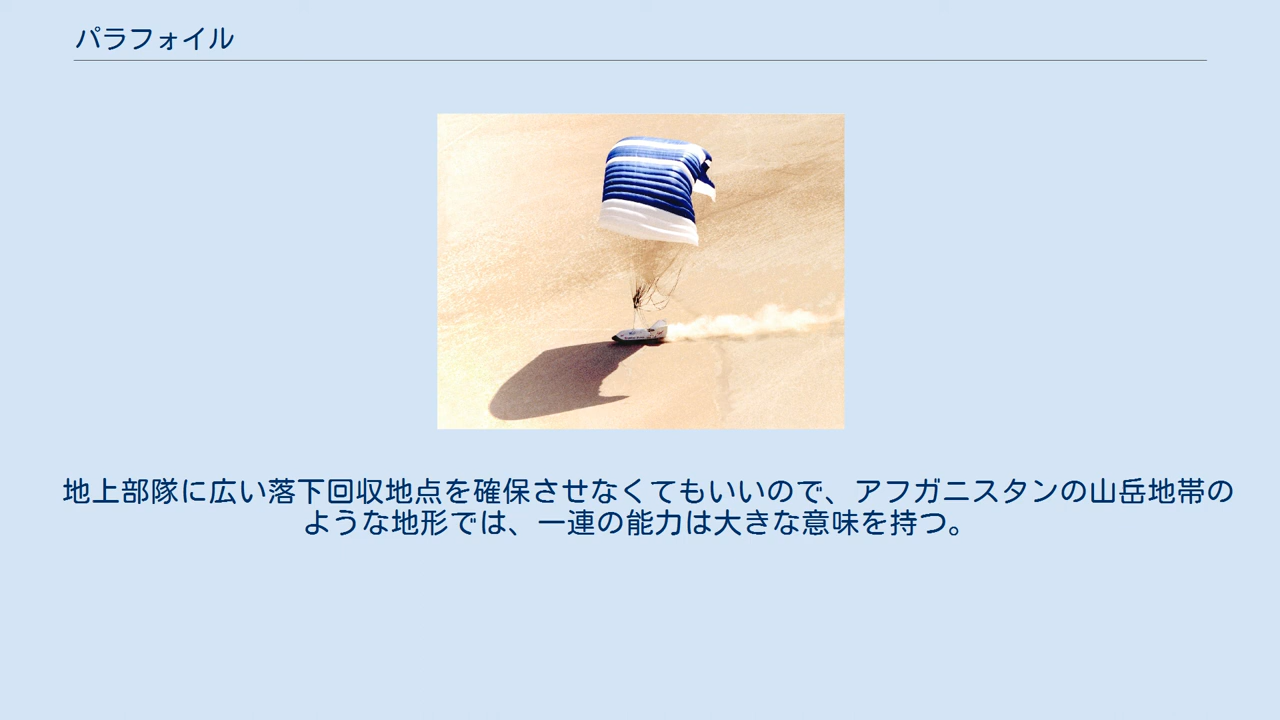 パラフォイル
地上部隊に広い落下回収地点を確保させなくてもいいので、アフガニスタンの山岳地帯の
ような地形では、一連の能力は大きな意味を持つ。